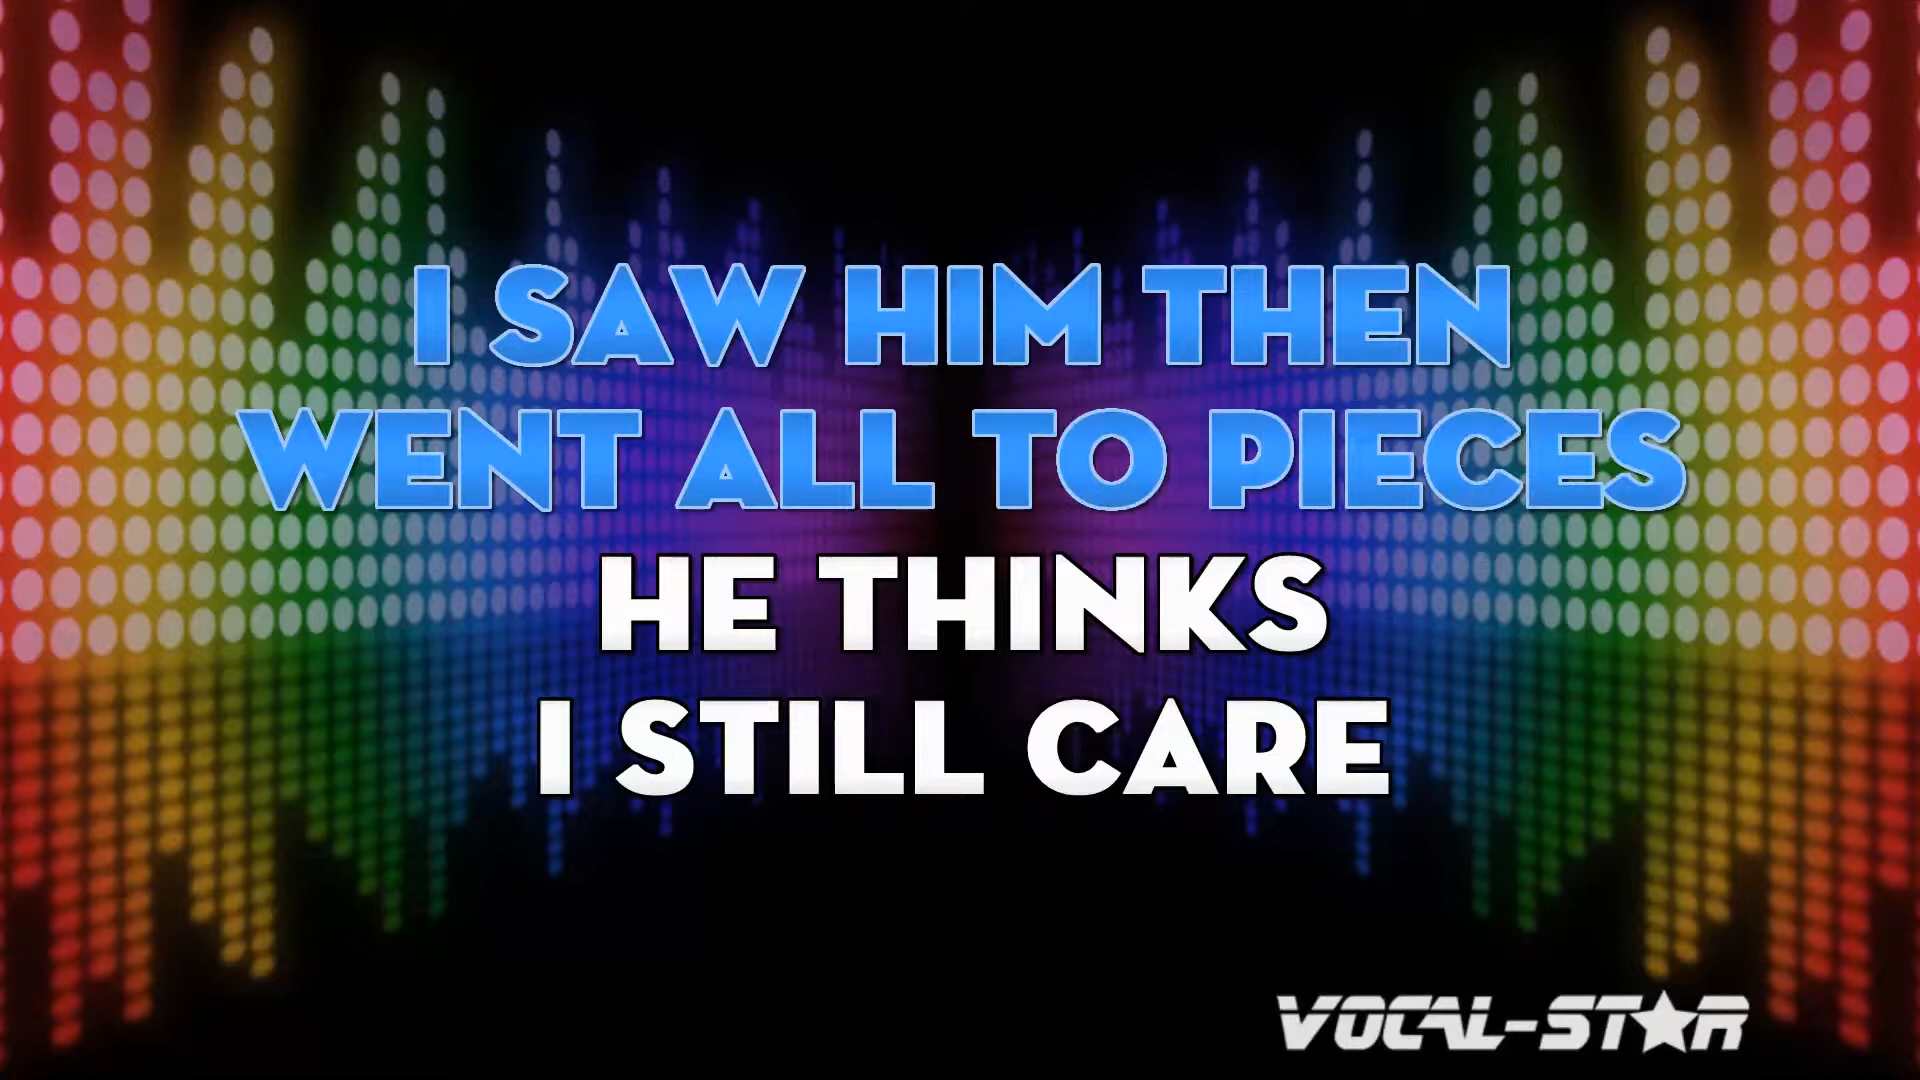 I SAW HIM THEN
WENT ALL TO PIECES
HE THINKS
I STILL CARE
VOCAL-STAR